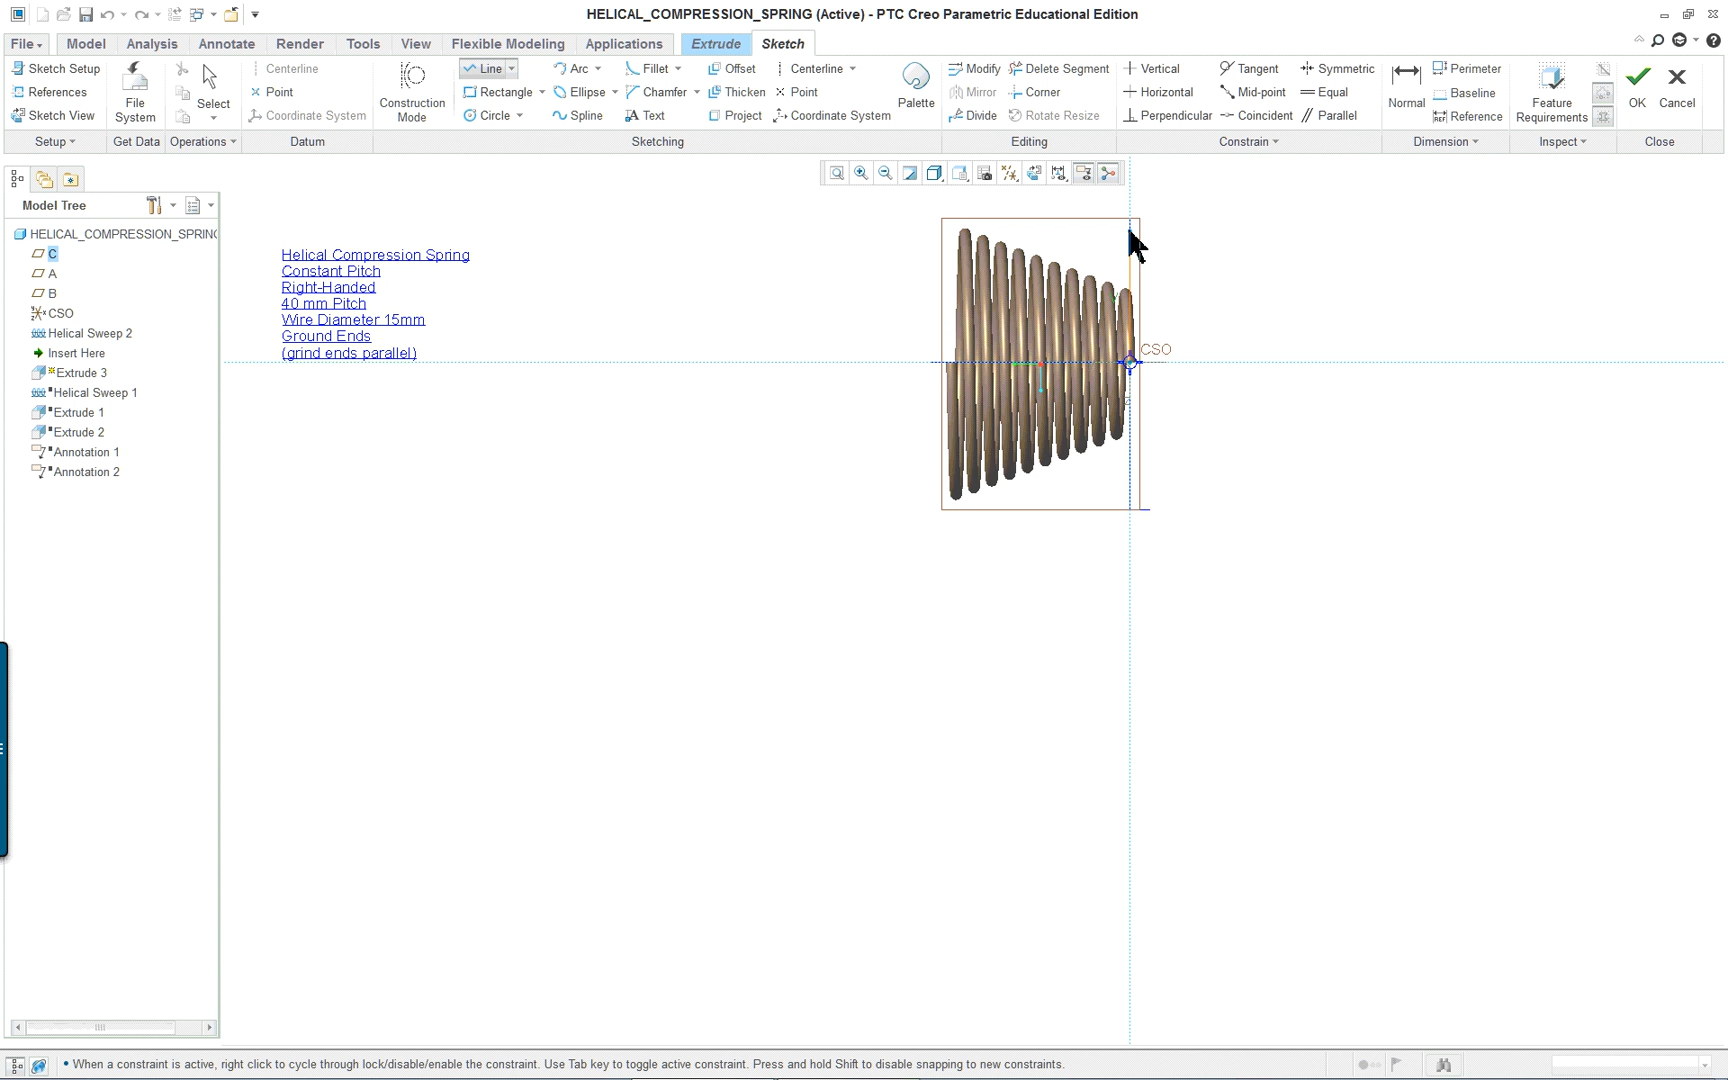 HELICAL_COMPRESSION_SPRING (Active) - PTC Creo Parametric Educational Edition
File Model Analysis Annotate Render Tools View Flexible Modeling Applications Extrude Sketch
Sketch Setup
References
Sketch View
Setup
File System
Get Data
Select
Operations
Centerline
Point
Coordinate System
Datum
Construction Mode
Line Arc Fillet Offset Centerline
Rectangle Ellipse Chamfer Thicken Point
Circle Spline Text Project Coordinate System
Palette
Sketching
Modify Delete Segment
Mirror Corner
Divide Rotate Resize
Editing
Vertical Tangent Symmetric
Horizontal Mid-point Equal
Perpendicular Coincident Parallel
Constrain
Normal
Perimeter
Baseline
Reference
Dimension
Feature Requirements
Inspect
OK
Cancel
Close
Model Tree
HELICAL_COMPRESSION_SPRING
C
A
B
CSO
Helical Sweep 2
Insert Here
Extrude 3
Helical Sweep 1
Extrude 1
Extrude 2
Annotation 1
Annotation 2
Helical Compression Spring
Constant Pitch
Right-Handed
40 mm Pitch
Wire Diameter 15mm
Ground Ends
(grind ends parallel)
CSO
• When a constraint is active, right click to cycle through lock/disable/enable the constraint. Use Tab key to toggle active constraint. Press and hold Shift to disable snapping to new constraints.